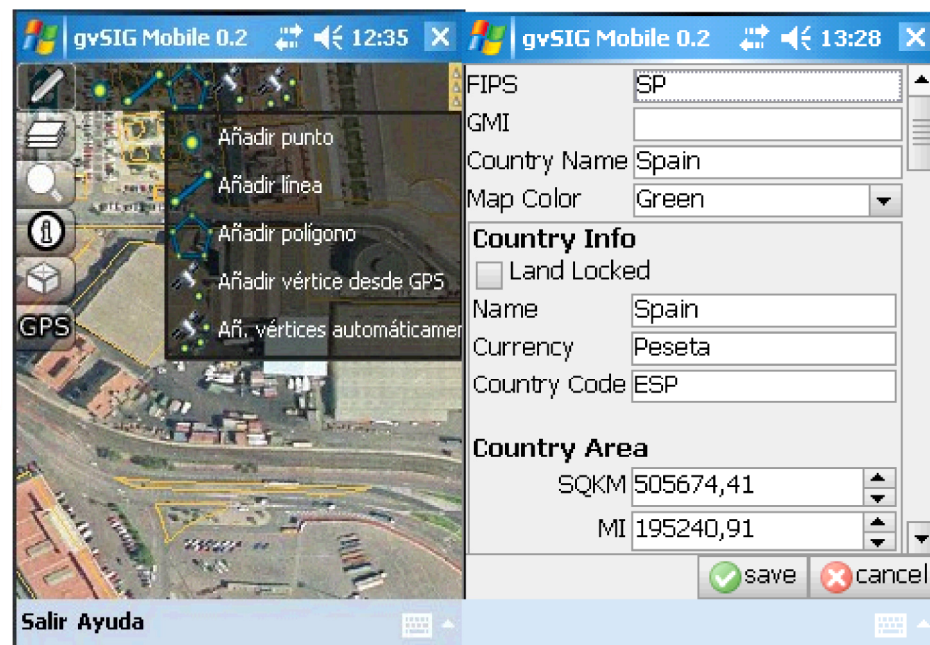 gvSIG Mobile 0.2 12:35
Añadir punto
Añadir línea
Añadir polígono
Añadir vértice desde GPS
Añ. vértices automáticamer
GPS
Salir Ayuda
gvSIG Mobile 0.2 13:28
FIPS SP
GMI
Country Name Spain
Map Color Green
Country Info
Land Locked
Name Spain
Currency Peseta
Country Code ESP
Country Area
SQKM 505674,41
MI 195240,91
save cancel